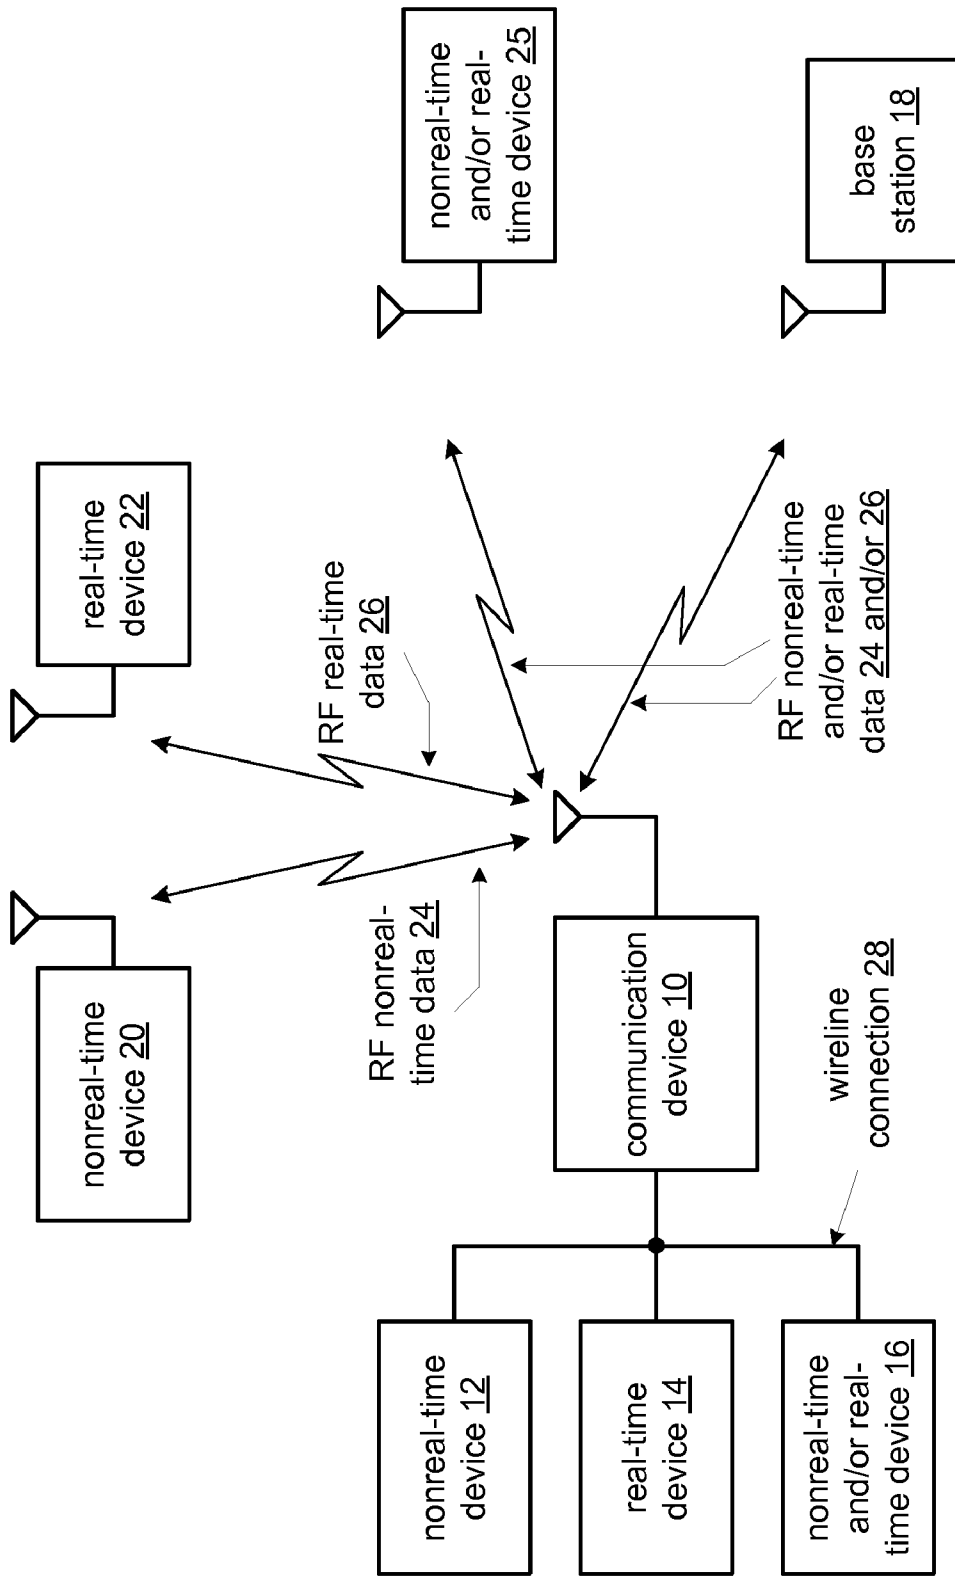 nonreal-time
device 20
real-time
device 22
RF nonreal-
time data 24
RF real-time
data 26
nonreal-time
and/or real-
time device 25
nonreal-time
device 12
communication
device 10
real-time
device 14
RF nonreal-time
and/or real-time
data 24 and/or 26
base
station 18
nonreal-time
and/or real-
time device 16
wireline
connection 28